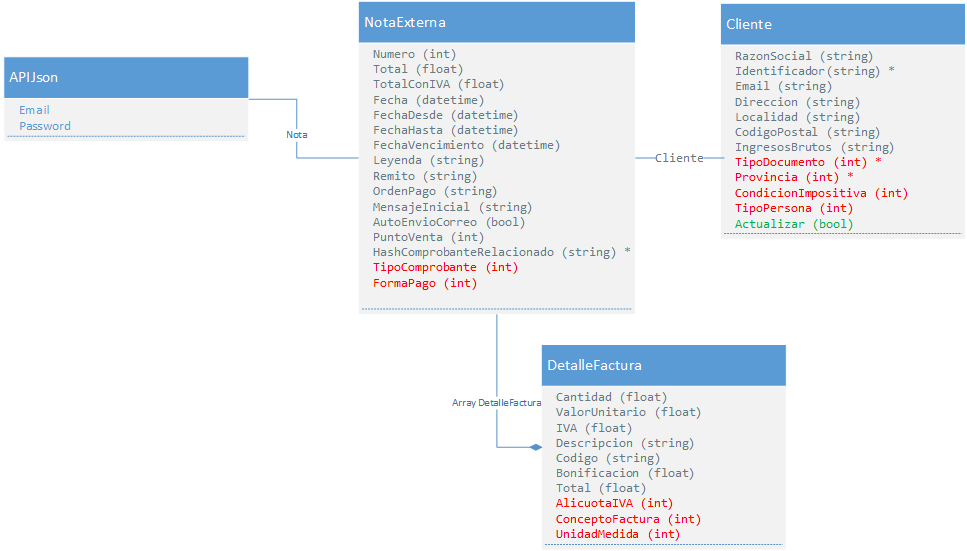 APIJson
Email
Password
Nota
NotaExterna
Numero (int)
Total (float)
TotalConIVA (float)
Fecha (datetime)
FechaDesde (datetime)
FechaHasta (datetime)
FechaVencimiento (datetime)
Leyenda (string)
Remito (string)
OrdenPago (string)
MensajeInicial (string)
AutoEnvioCorreo (bool)
PuntoVenta (int)
HashComprobanteRelacionado (string) *
TipoComprobante (int)
FormaPago (int)
Cliente
Cliente
RazonSocial (string)
Identificador(string) *
Email (string)
Direccion (string)
Localidad (string)
CodigoPostal (string)
IngresosBrutos (string)
TipoDocumento (int) *
Provincia (int) *
CondicionImpositiva (int)
TipoPersona (int)
Actualizar (bool)
Array DetalleFactura
DetalleFactura
Cantidad (float)
ValorUnitario (float)
IVA (float)
Descripcion (string)
Codigo (string)
Bonificacion (float)
Total (float)
AlicuotaIVA (int)
ConceptoFactura (int)
UnidadMedida (int)